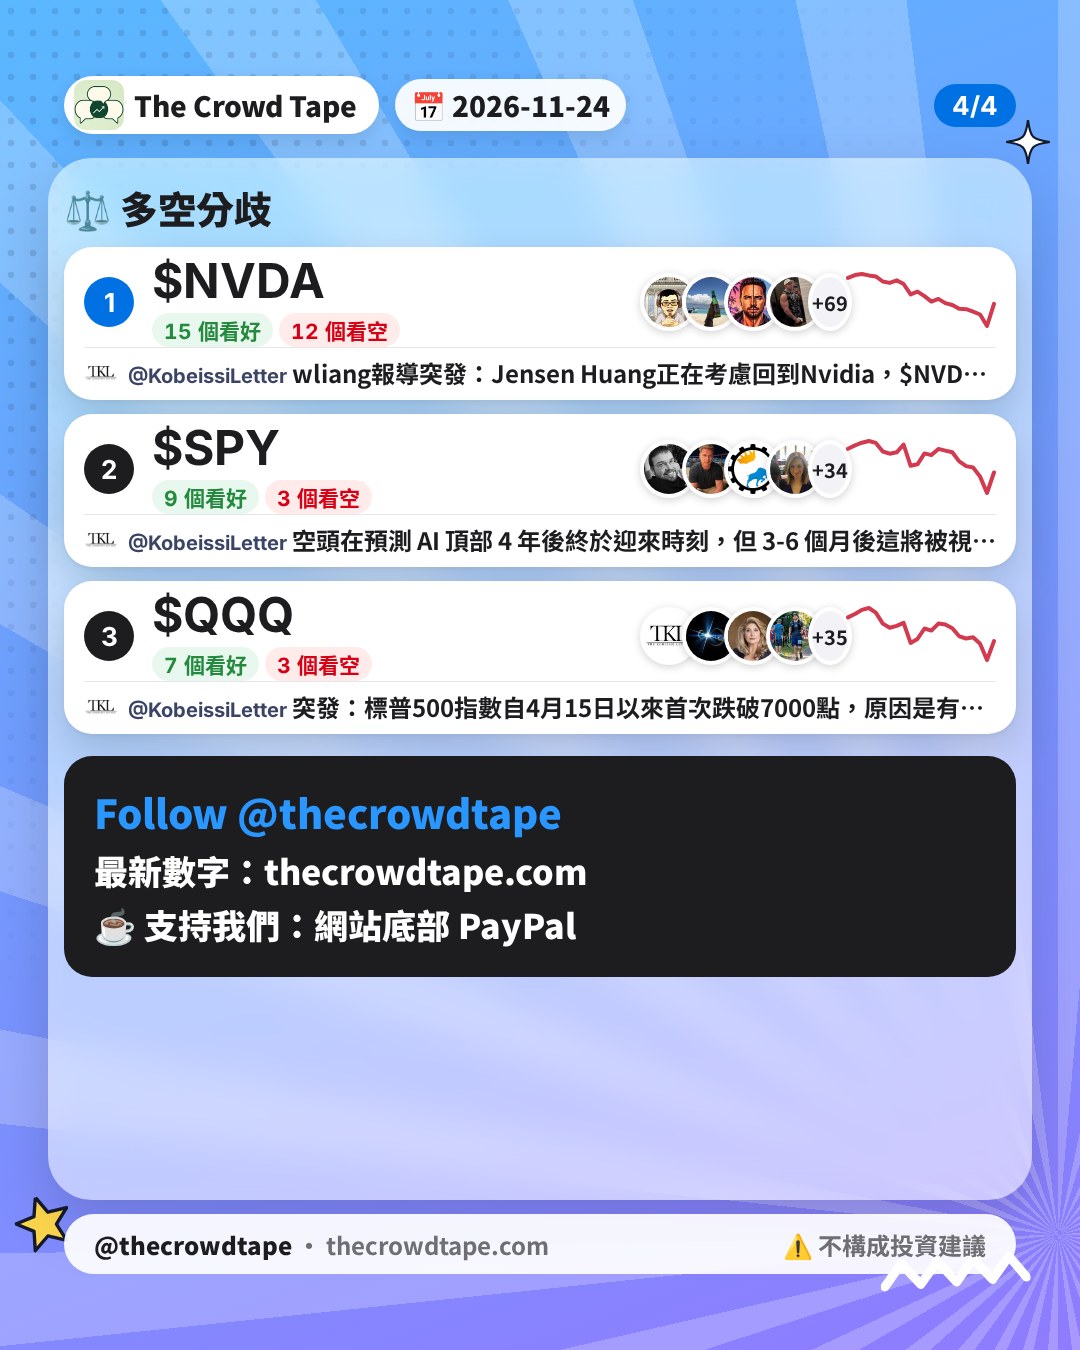 The Crowd Tape
July
2026-11-24
4/4
⚖️ 多空分歧
1
$NVDA
15 個看好 12 個看空
+69
TKL @KobeissiLetter wliang報導突發：Jensen Huang正在考慮回到Nvidia，$NVD…
2
$SPY
9 個看好 3 個看空
+34
TKL @KobeissiLetter 空頭在預測 AI 頂部 4 年後終於迎來時刻，但 3-6 個月後這將被視…
3
$QQQ
7 個看好 3 個看空
TKL
+35
TKL @KobeissiLetter 突發：標普500指數自4月15日以來首次跌破7000點，原因是有…
Follow @thecrowdtape
最新數字：thecrowdtape.com
☕ 支持我們：網站底部 PayPal
@thecrowdtape • thecrowdtape.com
⚠️ 不構成投資建議